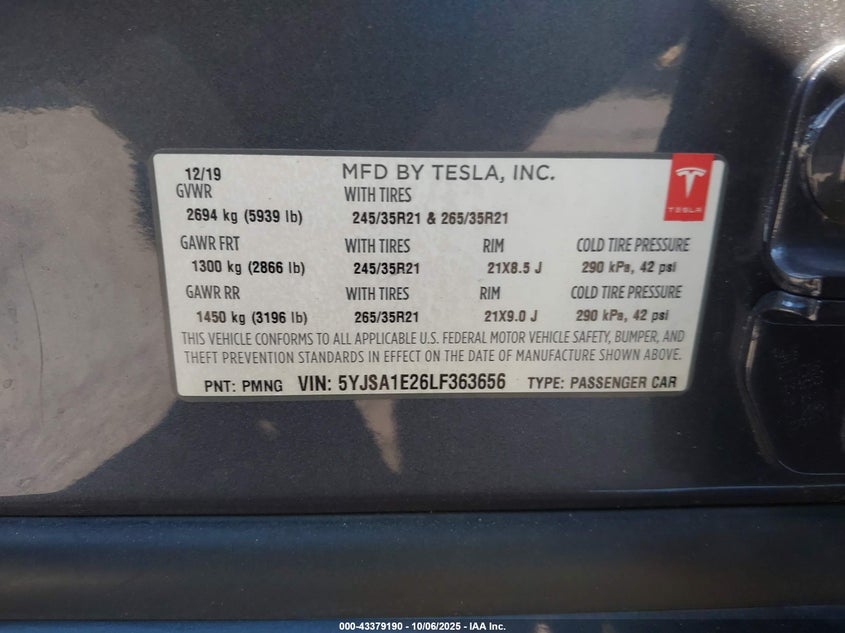 12/19 MFD BY TESLA, INC.
GVWR WITH TIRES
2694 kg (5939 lb) 245/35R21 & 265/35R21
TESLA
GAWR FRT WITH TIRES RIM COLD TIRE PRESSURE
1300 kg (2866 lb) 245/35R21 21X8.5 J 290 kPa, 42 psi
GAWR RR WITH TIRES RIM COLD TIRE PRESSURE
1450 kg (3196 lb) 265/35R21 21X9.0 J 290 kPa, 42 psi
THIS VEHICLE CONFORMS TO ALL APPLICABLE U.S. FEDERAL MOTOR VEHICLE SAFETY, BUMPER, AND
THEFT PREVENTION STANDARDS IN EFFECT ON THE DATE OF MANUFACTURE SHOWN ABOVE.
PNT: PMNG VIN: 5YJSA1E26LF363656 TYPE: PASSENGER CAR
000-43379190 - 10/06/2025 - IAA Inc.